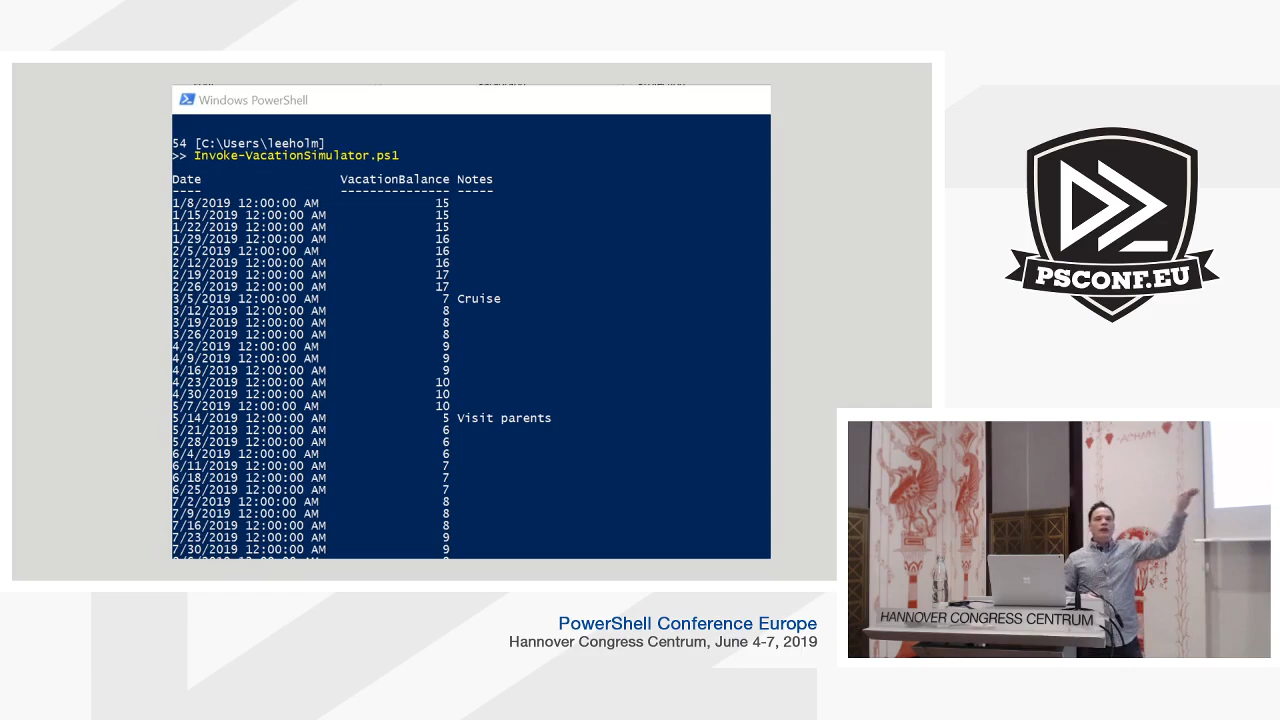 Windows PowerShell
54 [C:\Users\leeholm]
>> Invoke-VacationSimulator.ps1
Date VacationBalance Notes
---- --------------- -----
1/8/2019 12:00:00 AM 15
1/15/2019 12:00:00 AM 15
1/22/2019 12:00:00 AM 15
1/29/2019 12:00:00 AM 16
2/5/2019 12:00:00 AM 16
2/12/2019 12:00:00 AM 16
2/19/2019 12:00:00 AM 17
2/26/2019 12:00:00 AM 17
3/5/2019 12:00:00 AM 7 Cruise
3/12/2019 12:00:00 AM 8
3/19/2019 12:00:00 AM 8
3/26/2019 12:00:00 AM 8
4/2/2019 12:00:00 AM 9
4/9/2019 12:00:00 AM 9
4/16/2019 12:00:00 AM 9
4/23/2019 12:00:00 AM 10
4/30/2019 12:00:00 AM 10
5/7/2019 12:00:00 AM 10
5/14/2019 12:00:00 AM 5 Visit parents
5/21/2019 12:00:00 AM 6
5/28/2019 12:00:00 AM 6
6/4/2019 12:00:00 AM 6
6/11/2019 12:00:00 AM 7
6/18/2019 12:00:00 AM 7
6/25/2019 12:00:00 AM 7
7/2/2019 12:00:00 AM 8
7/9/2019 12:00:00 AM 8
7/16/2019 12:00:00 AM 8
7/23/2019 12:00:00 AM 9
7/30/2019 12:00:00 AM 9
PSCONF.EU
HANNOVER CONGRESS CENTRUM
PowerShell Conference Europe
Hannover Congress Centrum, June 4-7, 2019